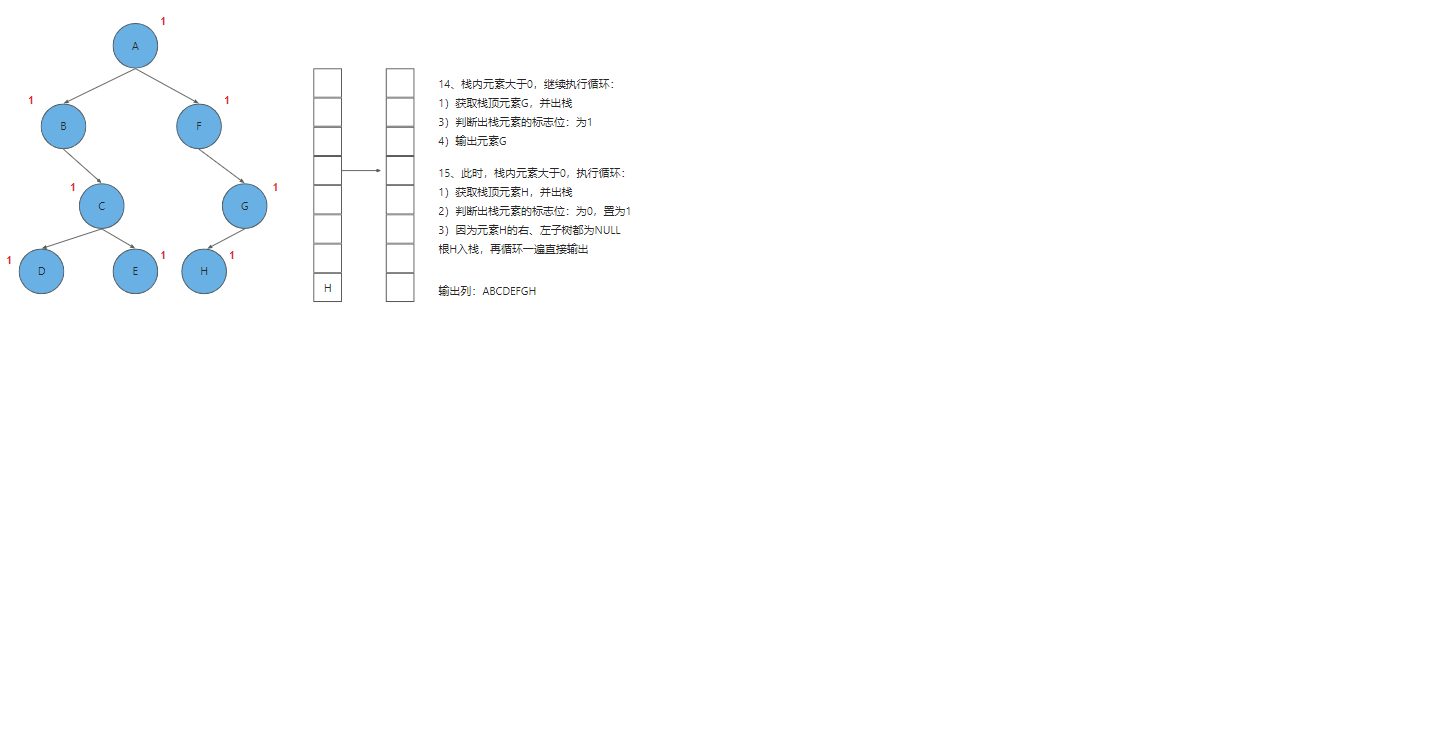 1
A
1
1
B
F
1
1
C
G
1
1
1
D
E
H
H
14、栈内元素大于0，继续执行循环：
1）获取栈顶元素G，并出栈
3）判断出栈元素的标志位：为1
4）输出元素G
15、此时，栈内元素大于0，执行循环：
1）获取栈顶元素H，并出栈
2）判断出栈元素的标志位：为0，置为1
3）因为元素H的右、左子树都为NULL
根H入栈，再循环一遍直接输出
输出列：ABCDEFGH